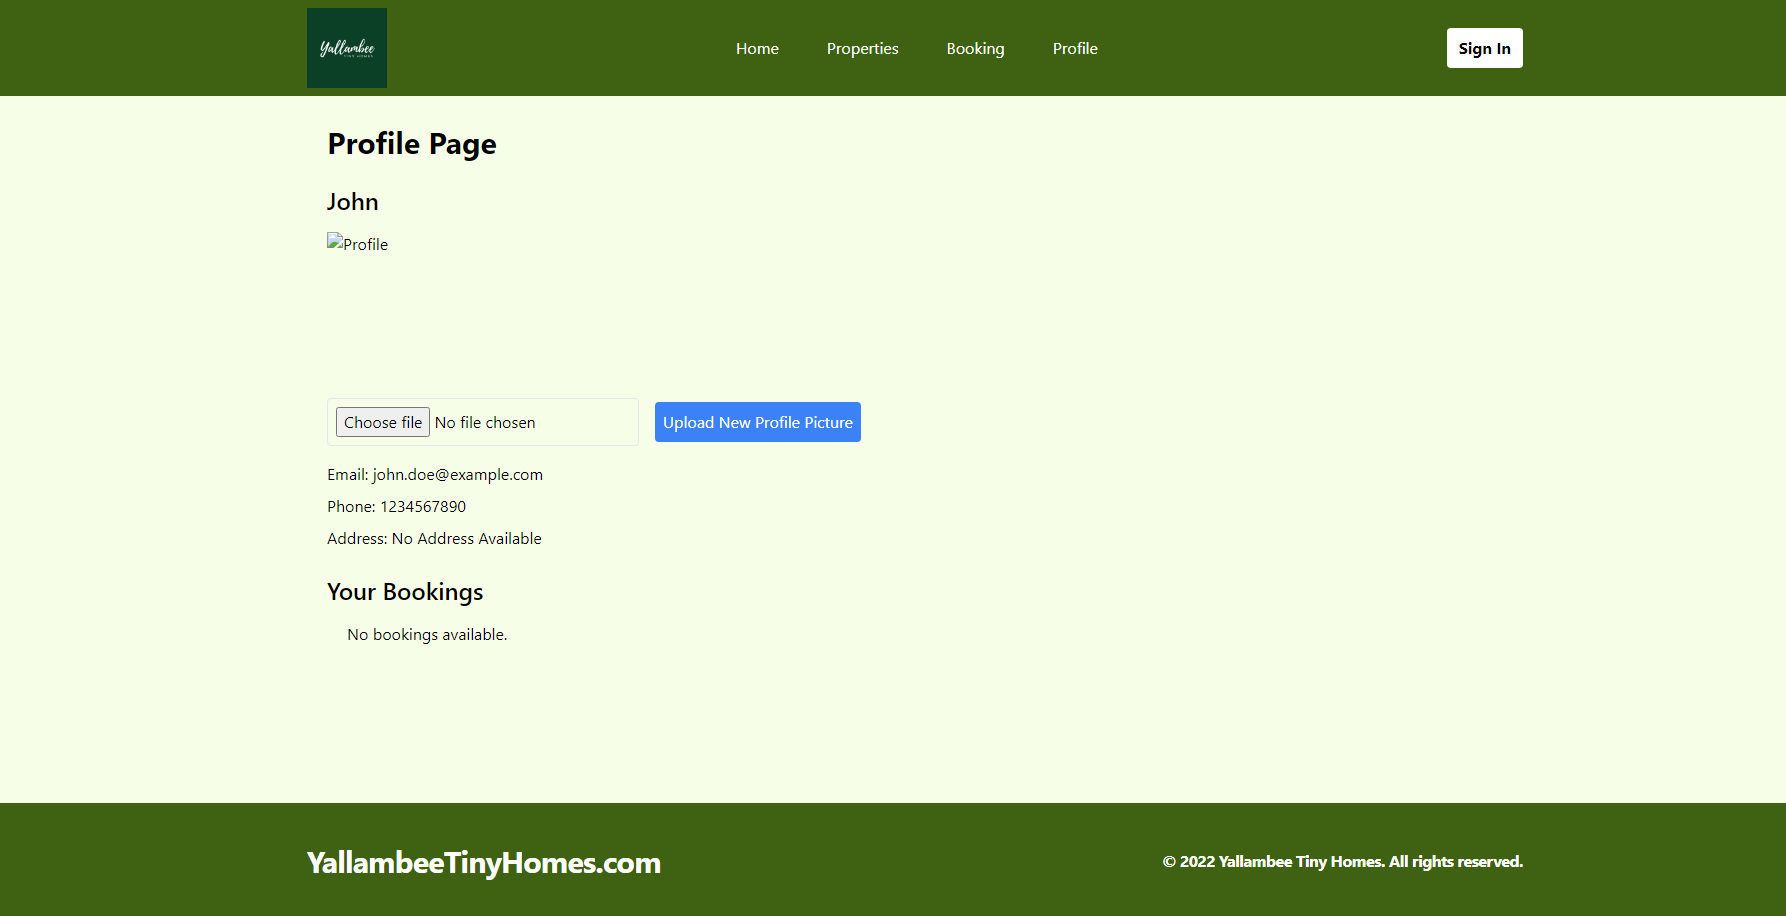 Yallambee
TINY HOMES
Home Properties Booking Profile
Sign In
Profile Page
John
Profile
Choose file No file chosen
Upload New Profile Picture
Email: john.doe@example.com
Phone: 1234567890
Address: No Address Available
Your Bookings
No bookings available.
YallambeeTinyHomes.com
© 2022 Yallambee Tiny Homes. All rights reserved.